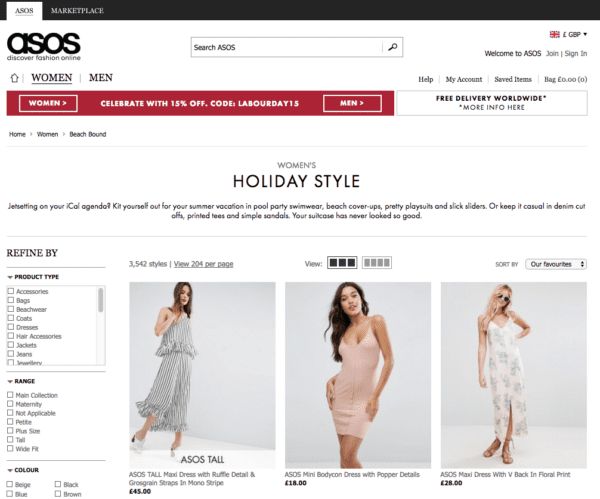 ASOS MARKETPLACE
asos
discover fashion online
Search ASOS
£ GBP
Welcome to ASOS Join | Sign In
WOMEN MEN
Help My Account Saved Items Bag £0.00 (0)
WOMEN > CELEBRATE WITH 15% OFF. CODE: LABOURDAY15 MEN >
FREE DELIVERY WORLDWIDE*
*MORE INFO HERE
Home > Women > Beach Bound
WOMEN'S
HOLIDAY STYLE
Jetsetting on your iCal agenda? Kit yourself out for your summer vacation in pool party swimwear, beach cover-ups, pretty playsuits and slick sliders. Or keep it casual in denim cut
offs, printed tees and simple sandals. Your suitcase has never looked so good.
REFINE BY
3,542 styles | View 204 per page
View:
SORT BY Our favourites
PRODUCT TYPE
Accessories
Bags
Beachwear
Coats
Dresses
Hair Accessories
Jackets
Jeans
Jewellery
RANGE
Main Collection
Maternity
Not Applicable
Petite
Plus Size
Tall
Wide Fit
COLOUR
Beige Black
Blue Brown
ASOS TALL
ASOS TALL Maxi Dress with Ruffle Detail &
Grosgrain Straps In Mono Stripe
£45.00
ASOS Mini Bodycon Dress with Popper Details
£18.00
ASOS Maxi Dress With V Back In Floral Print
£28.00